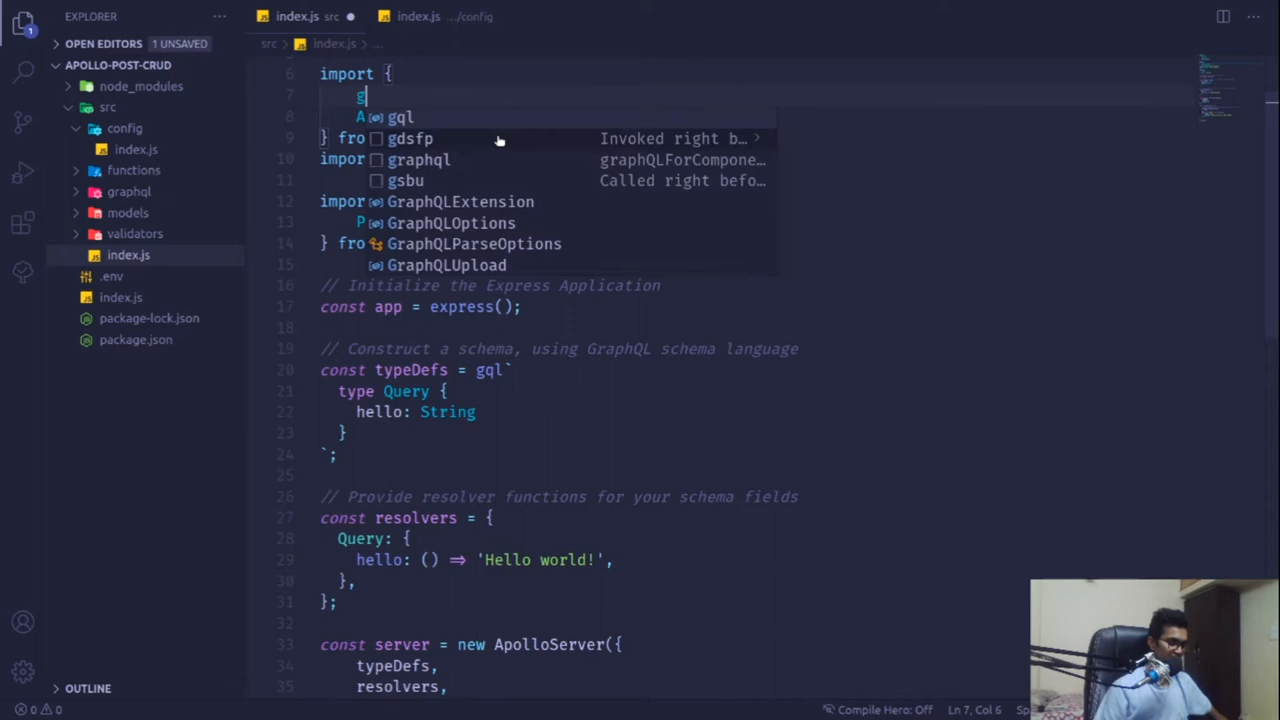 EXPLORER
index.js src
index.js .../config
OPEN EDITORS 1 UNSAVED
src > index.js > ...
APOLLO-POST-CRUD
node_modules
src
config
index.js
functions
graphql
models
validators
index.js
.env
index.js
package-lock.json
package.json
OUTLINE
6 import {
7 g
8 A
9 } fro
10 impor
11
12 impor
13 P
14 } fro
15
gql
gdsfp Invoked right b...
graphql graphQLForCompone...
gsbu Called right befo...
GraphQLExtension
GraphQLOptions
GraphQLParseOptions
GraphQLUpload
16 // Initialize the Express Application
17 const app = express();
18
19 // Construct a schema, using GraphQL schema language
20 const typeDefs = gql`
21 type Query {
22 hello: String
23 }
24 `;
25
26 // Provide resolver functions for your schema fields
27 const resolvers = {
28 Query: {
29 hello: () => 'Hello world!',
30 },
31 };
32
33 const server = new ApolloServer({
34 typeDefs,
35 resolvers,
0 0
Compile Hero: Off Ln 7, Col 6